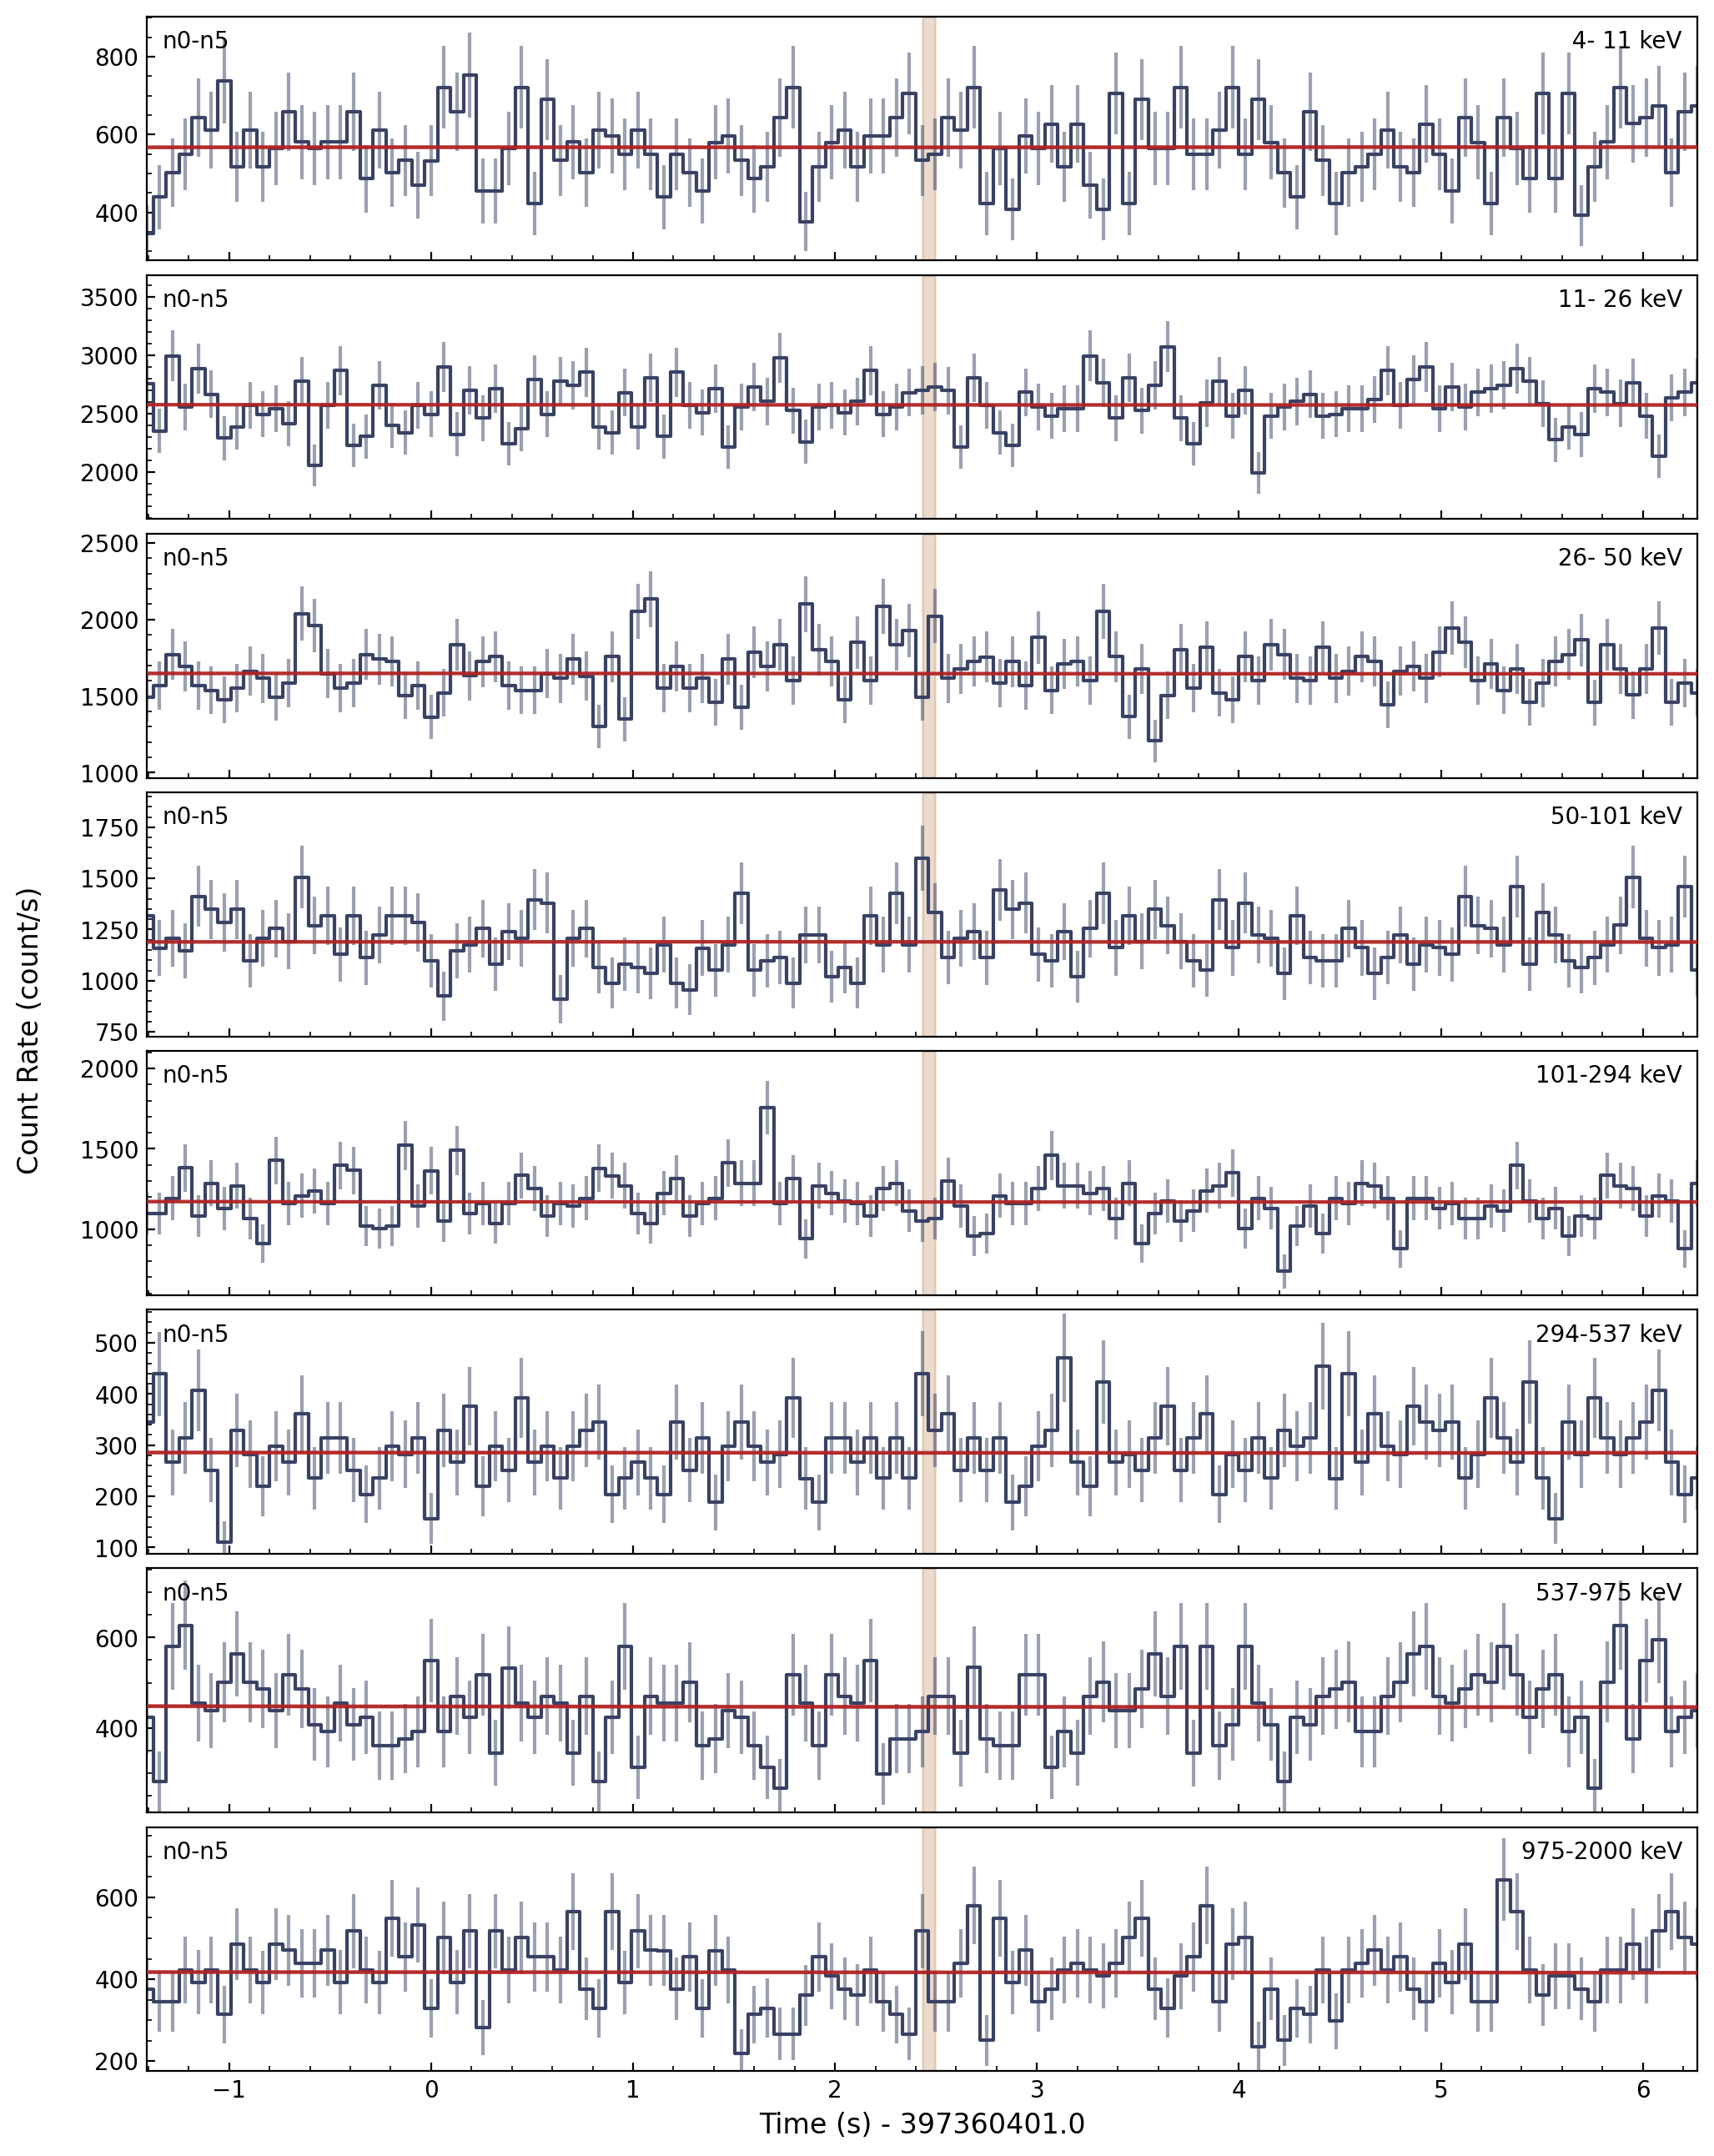 n0-n5 4- 11 keV
800
600
400
n0-n5 11- 26 keV
3500
3000
2500
2000
n0-n5 26- 50 keV
2500
2000
1500
1000
n0-n5 50-101 keV
1750
1500
1250
1000
750
n0-n5 101-294 keV
2000
1500
1000
n0-n5 294-537 keV
500
400
300
200
100
n0-n5 537-975 keV
600
400
n0-n5 975-2000 keV
600
400
200
−1 0 1 2 3 4 5 6
Time (s) - 397360401.0
Count Rate (count/s)